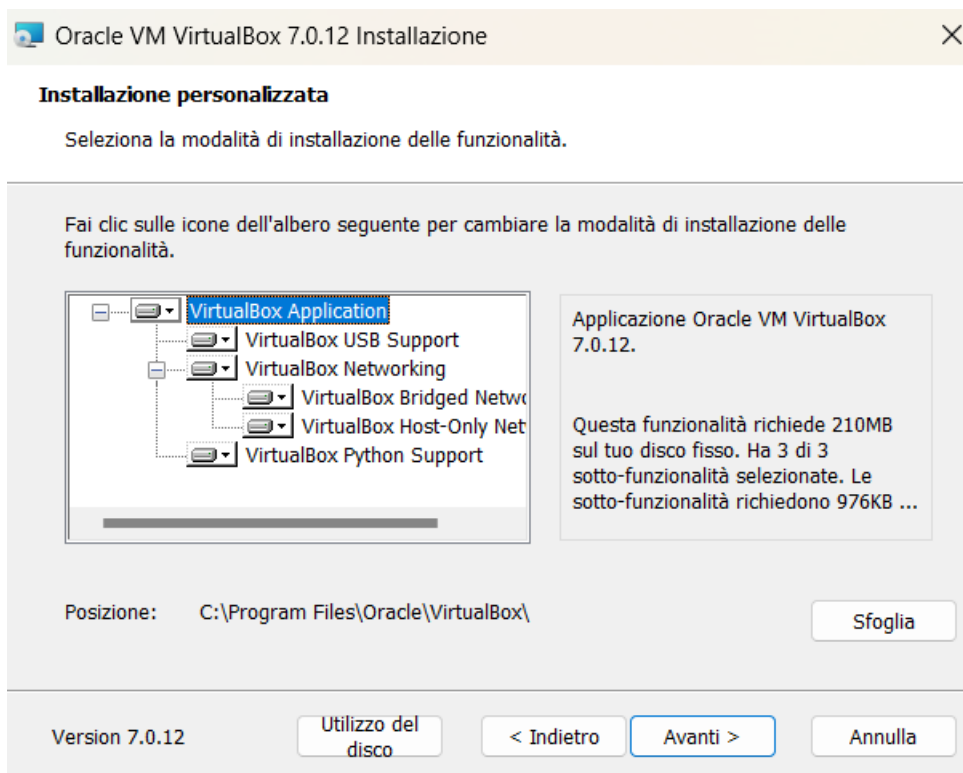 Oracle VM VirtualBox 7.0.12 Installazione
Installazione personalizzata
Seleziona la modalità di installazione delle funzionalità.
Fai clic sulle icone dell'albero seguente per cambiare la modalità di installazione delle
funzionalità.
VirtualBox Application
VirtualBox USB Support
VirtualBox Networking
VirtualBox Bridged Netwo
VirtualBox Host-Only Net
VirtualBox Python Support
Applicazione Oracle VM VirtualBox
7.0.12.
Questa funzionalità richiede 210MB
sul tuo disco fisso. Ha 3 di 3
sotto-funzionalità selezionate. Le
sotto-funzionalità richiedono 976KB ...
Posizione: C:\Program Files\Oracle\VirtualBox\
Sfoglia
Version 7.0.12
Utilizzo del
disco
< Indietro
Avanti >
Annulla